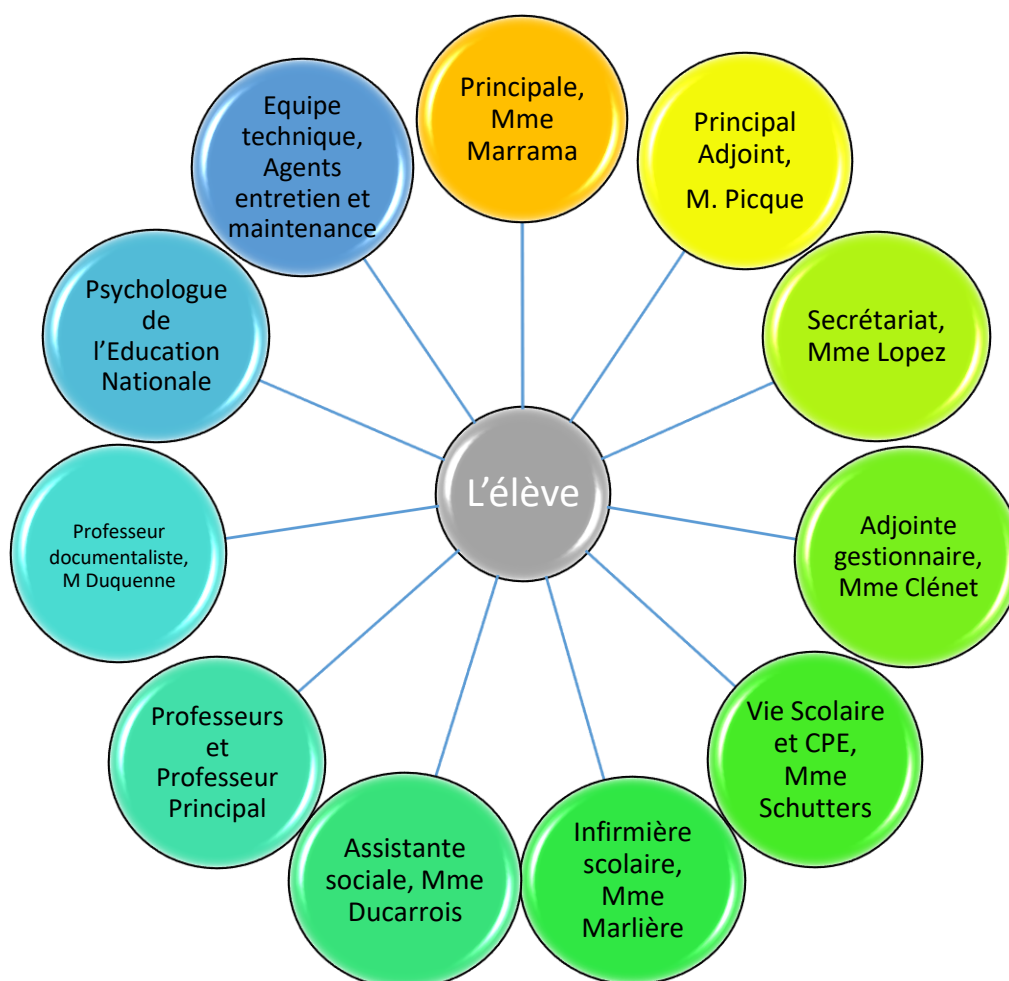 Principale,
Mme
Marrama
Principal
Adjoint,
M. Picque
Secrétariat,
Mme Lopez
Adjointe
gestionnaire,
Mme Clénet
Vie Scolaire
et CPE,
Mme
Schutters
Infirmière
scolaire,
Mme
Marlière
Assistante
sociale, Mme
Ducarrois
Professeurs
et
Professeur
Principal
Professeur
documentaliste,
M Duquenne
Psychologue
de
l’Education
Nationale
Equipe
technique,
Agents
entretien et
maintenance
L’élève